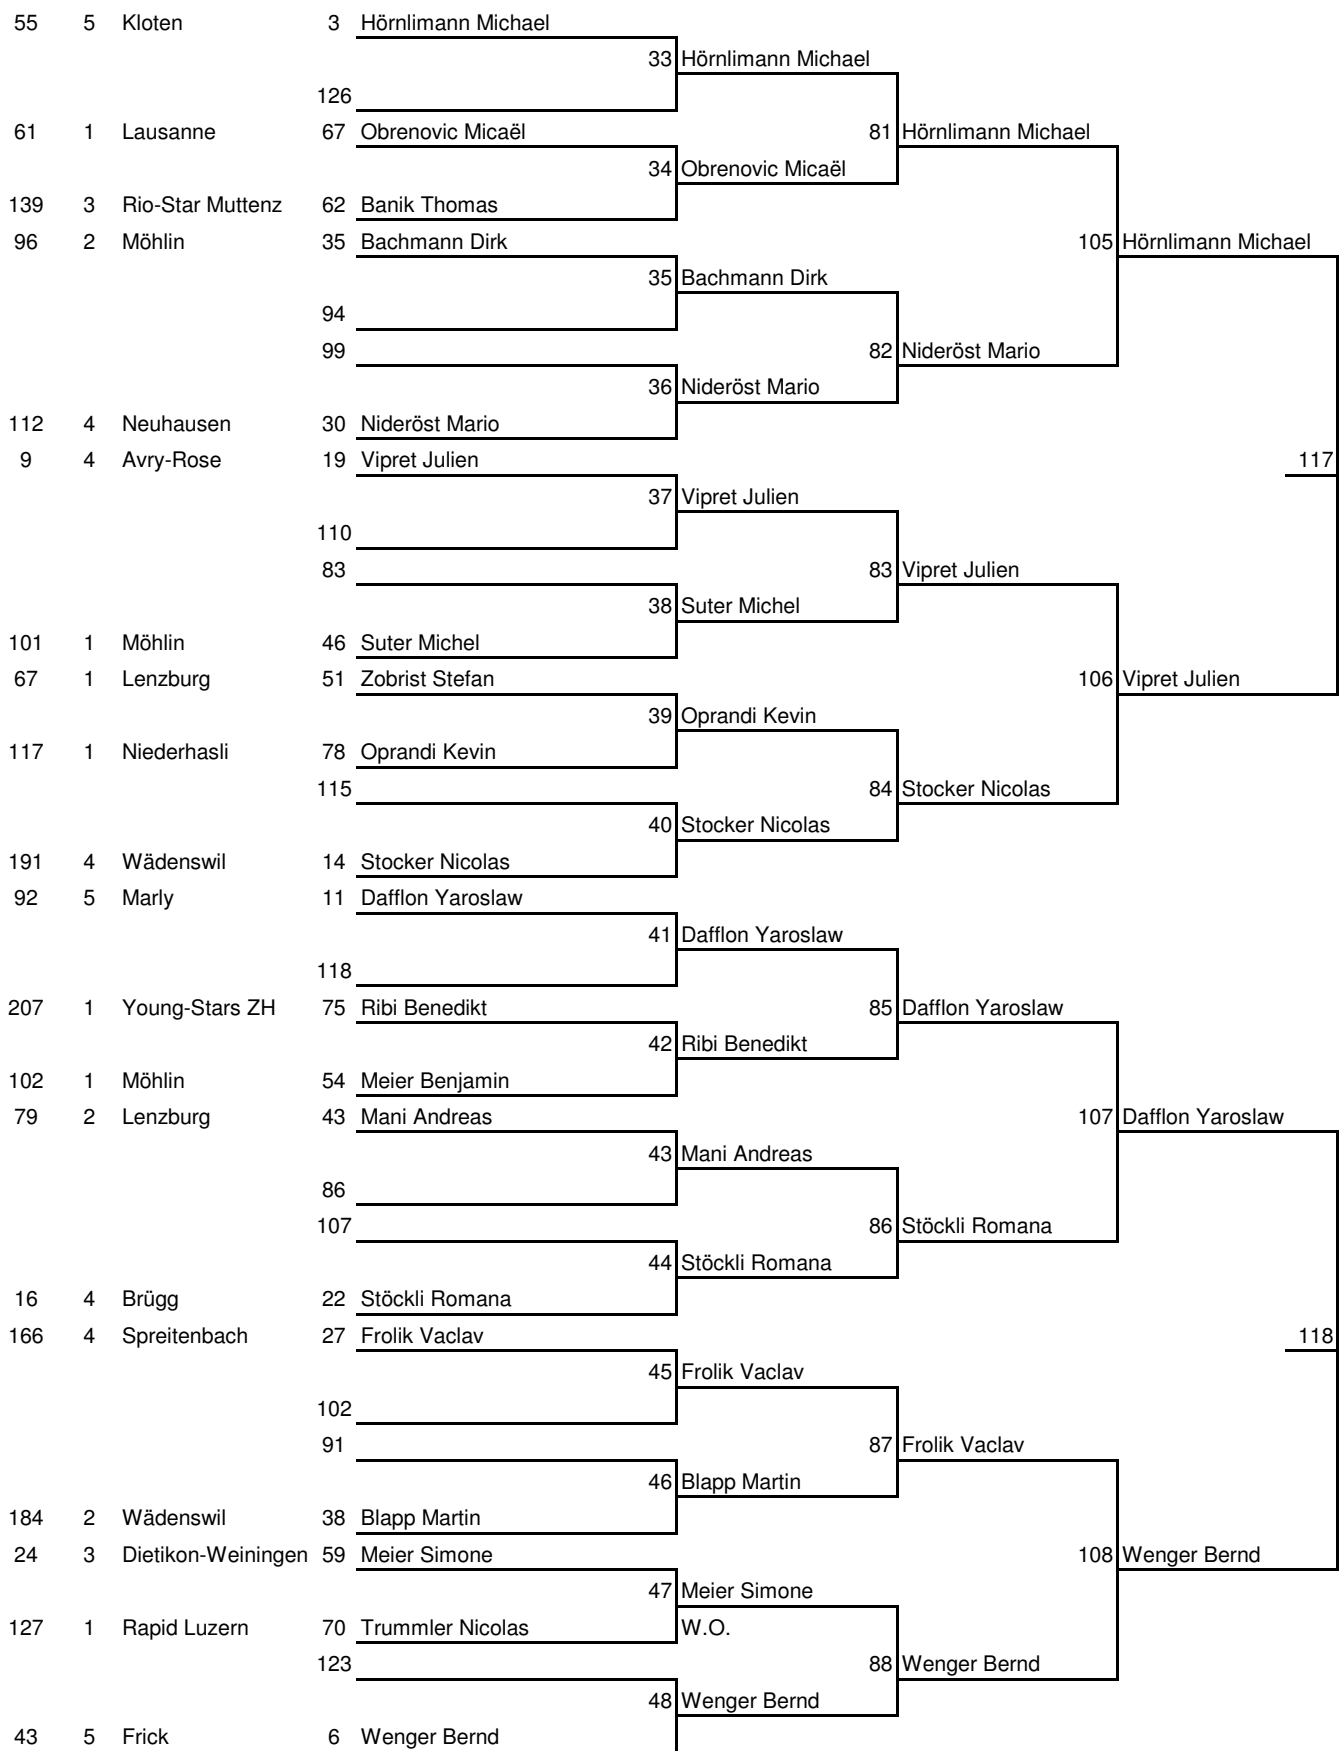 55 5 Kloten 3 Hörnlimann Michael
33 Hörnlimann Michael
126
61 1 Lausanne 67 Obrenovic Micaël 81 Hörnlimann Michael
34 Obrenovic Micaël
139 3 Rio-Star Muttenz 62 Banik Thomas
96 2 Möhlin 35 Bachmann Dirk 105 Hörnlimann Michael
35 Bachmann Dirk
94
99 82 Nideröst Mario
36 Nideröst Mario
112 4 Neuhausen 30 Nideröst Mario
9 4 Avry-Rose 19 Vipret Julien 117
37 Vipret Julien
110
83 83 Vipret Julien
38 Suter Michel
101 1 Möhlin 46 Suter Michel
67 1 Lenzburg 51 Zobrist Stefan 106 Vipret Julien
39 Oprandi Kevin
117 1 Niederhasli 78 Oprandi Kevin
115 84 Stocker Nicolas
40 Stocker Nicolas
191 4 Wädenswil 14 Stocker Nicolas
92 5 Marly 11 Dafflon Yaroslaw
41 Dafflon Yaroslaw
118
207 1 Young-Stars ZH 75 Ribi Benedikt 85 Dafflon Yaroslaw
42 Ribi Benedikt
102 1 Möhlin 54 Meier Benjamin
79 2 Lenzburg 43 Mani Andreas 107 Dafflon Yaroslaw
43 Mani Andreas
86
107 86 Stöckli Romana
44 Stöckli Romana
16 4 Brügg 22 Stöckli Romana
166 4 Spreitenbach 27 Frolik Vaclav 118
45 Frolik Vaclav
102
91 87 Frolik Vaclav
46 Blapp Martin
184 2 Wädenswil 38 Blapp Martin
24 3 Dietikon-Weiningen 59 Meier Simone 108 Wenger Bernd
47 Meier Simone
127 1 Rapid Luzern 70 Trummler Nicolas W.O.
123 88 Wenger Bernd
48 Wenger Bernd
43 5 Frick 6 Wenger Bernd